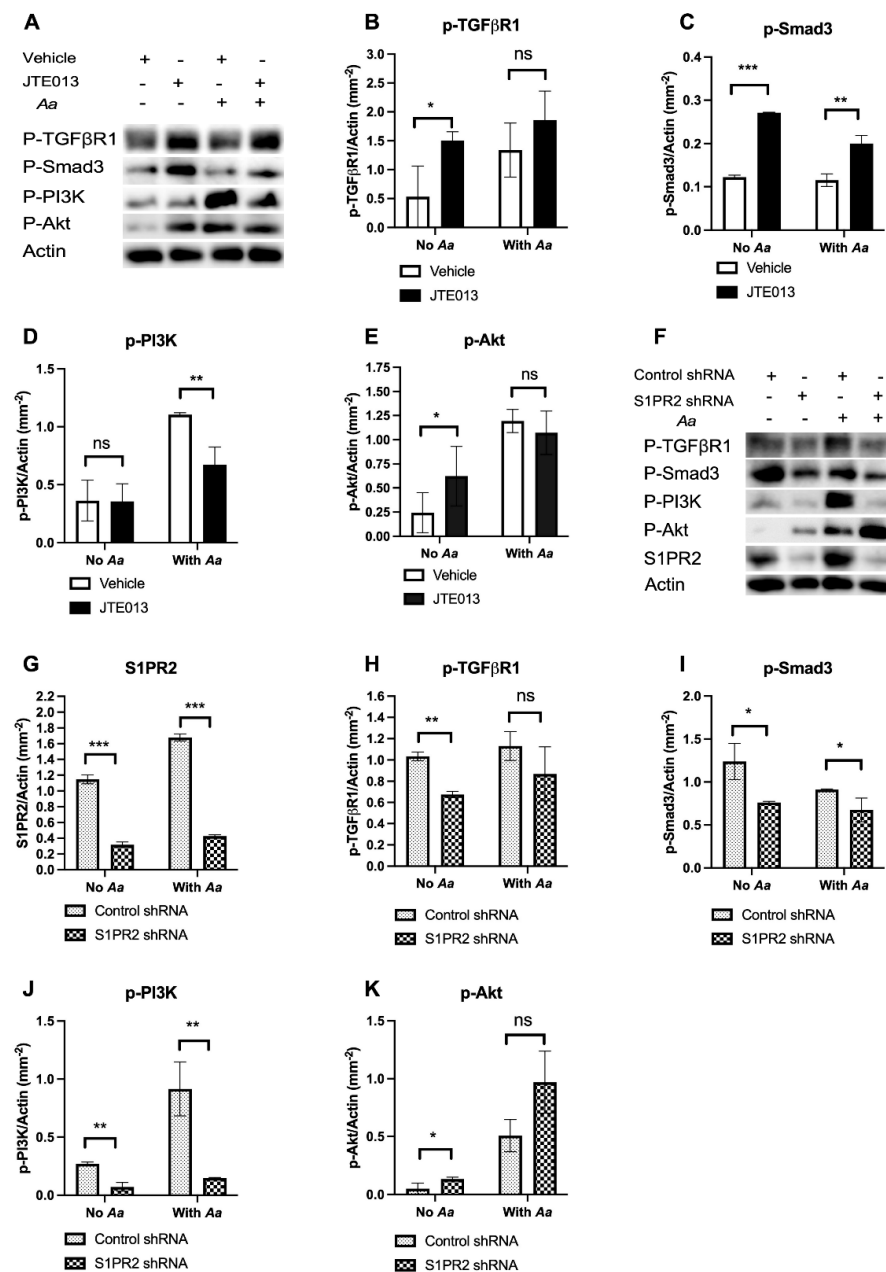 A
Vehicle + - + -
JTE013 - + - +
Aa - - + +
P-TGFβR1
P-Smad3
P-PI3K
P-Akt
Actin
B
p-TGFβR1
p-TGFβR1/Actin (mm⁻²)
3.0
2.5
2.0
1.5
1.0
0.5
0.0
*
ns
No Aa With Aa
Vehicle
JTE013
C
p-Smad3
p-Smad3/Actin (mm⁻²)
0.4
0.3
0.2
0.1
0.0
***
**
No Aa With Aa
Vehicle
JTE013
D
p-PI3K
p-PI3K/Actin (mm⁻²)
1.5
1.0
0.5
0.0
ns
**
No Aa With Aa
Vehicle
JTE013
E
p-Akt
p-Akt/Actin (mm⁻²)
1.75
1.50
1.25
1.00
0.75
0.50
0.25
0.00
*
ns
No Aa With Aa
Vehicle
JTE013
F
Control shRNA + - + -
S1PR2 shRNA - + - +
Aa - - + +
P-TGFβR1
P-Smad3
P-PI3K
P-Akt
S1PR2
Actin
G
S1PR2
S1PR2/Actin (mm⁻²)
2.2
2.0
1.8
1.6
1.4
1.2
1.0
0.8
0.6
0.4
0.2
0.0
***
***
No Aa With Aa
Control shRNA
S1PR2 shRNA
H
p-TGFβR1
p-TGFβR1/Actin (mm⁻²)
1.6
1.4
1.2
1.0
0.8
0.6
0.4
0.2
0.0
**
ns
No Aa With Aa
Control shRNA
S1PR2 shRNA
I
p-Smad3
p-Smad3/Actin (mm⁻²)
2.0
1.5
1.0
0.5
0.0
*
*
No Aa With Aa
Control shRNA
S1PR2 shRNA
J
p-PI3K
p-PI3K/Actin (mm⁻²)
1.5
1.0
0.5
0.0
**
**
No Aa With Aa
Control shRNA
S1PR2 shRNA
K
p-Akt
p-Akt/Actin (mm⁻²)
1.5
1.0
0.5
0.0
*
ns
No Aa With Aa
Control shRNA
S1PR2 shRNA